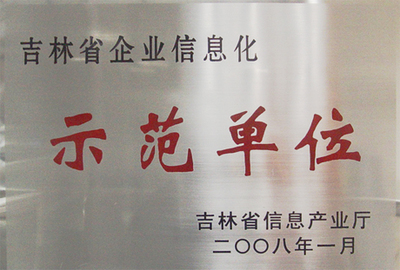 吉林省企业信息化
示范单位
吉林省信息产业厅
二〇〇八年一月